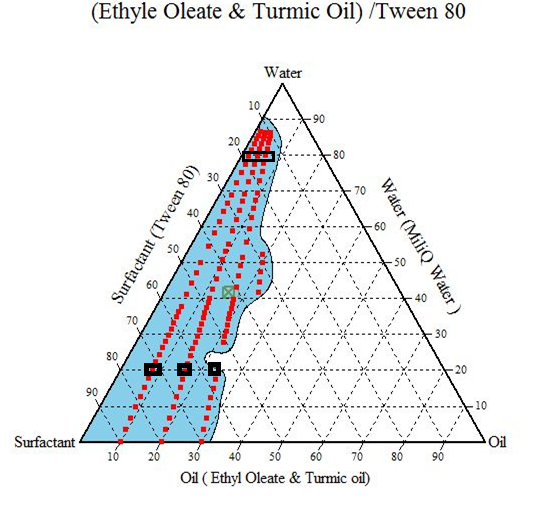 (Ethyle Oleate & Turmic Oil) /Tween 80
Water
10
90
20
80
30
70
40
60
50
50
60
40
70
30
80
20
90
10
Surfactant (Tween 80)
Water (MiliQ Water )
Surfactant
Oil
10 20 30 40 50 60 70 80 90
Oil ( Ethyl Oleate & Turmic oil)